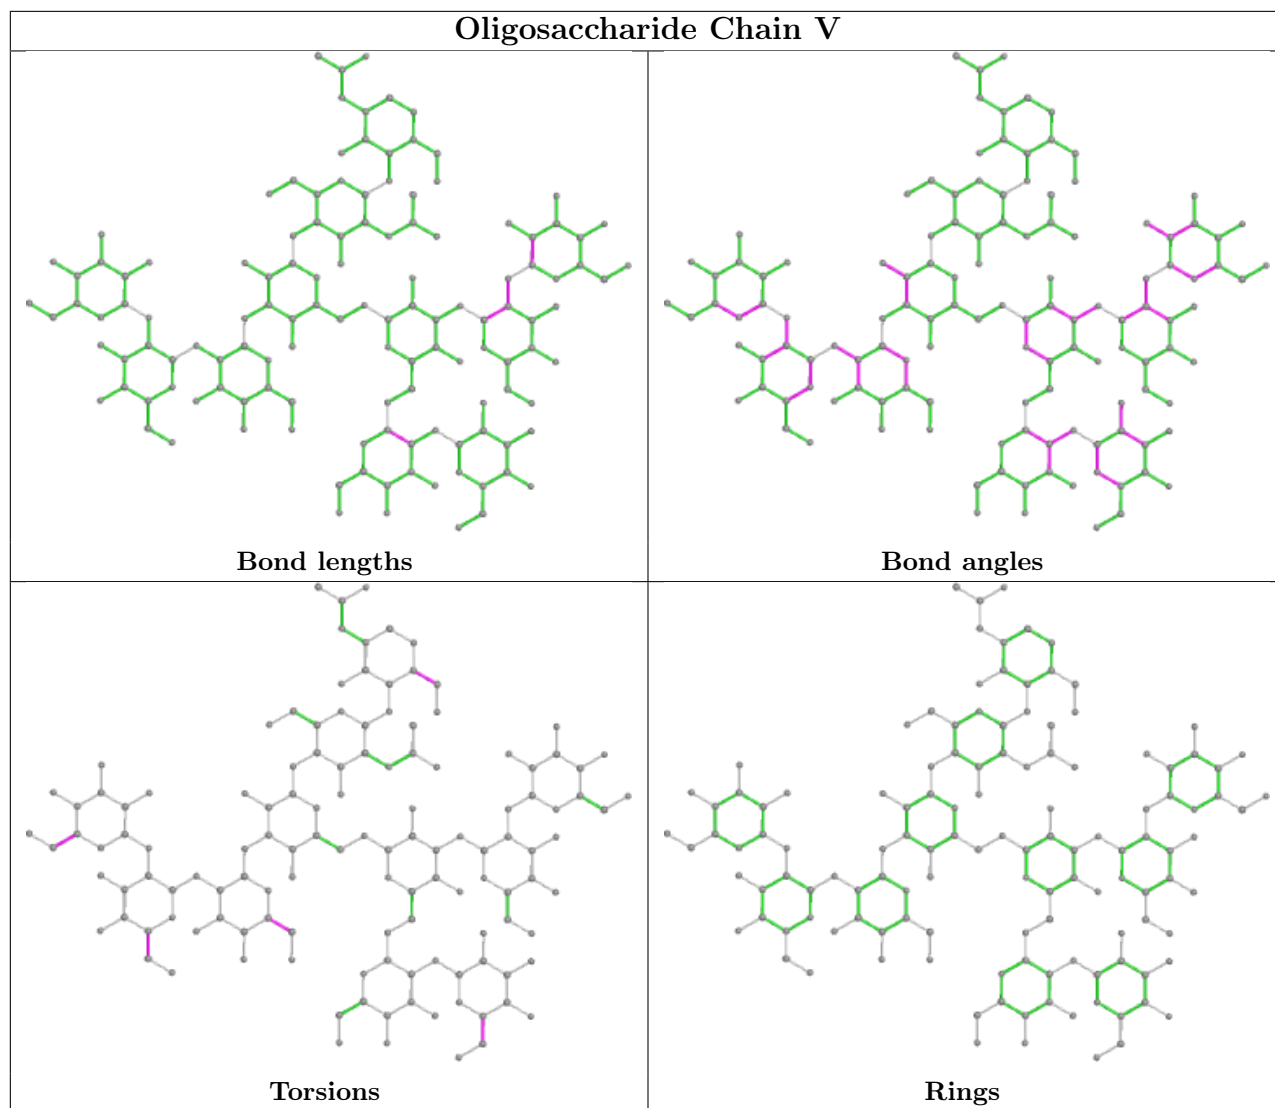 Oligosaccharide Chain V
Bond lengths
Bond angles
Torsions
Rings